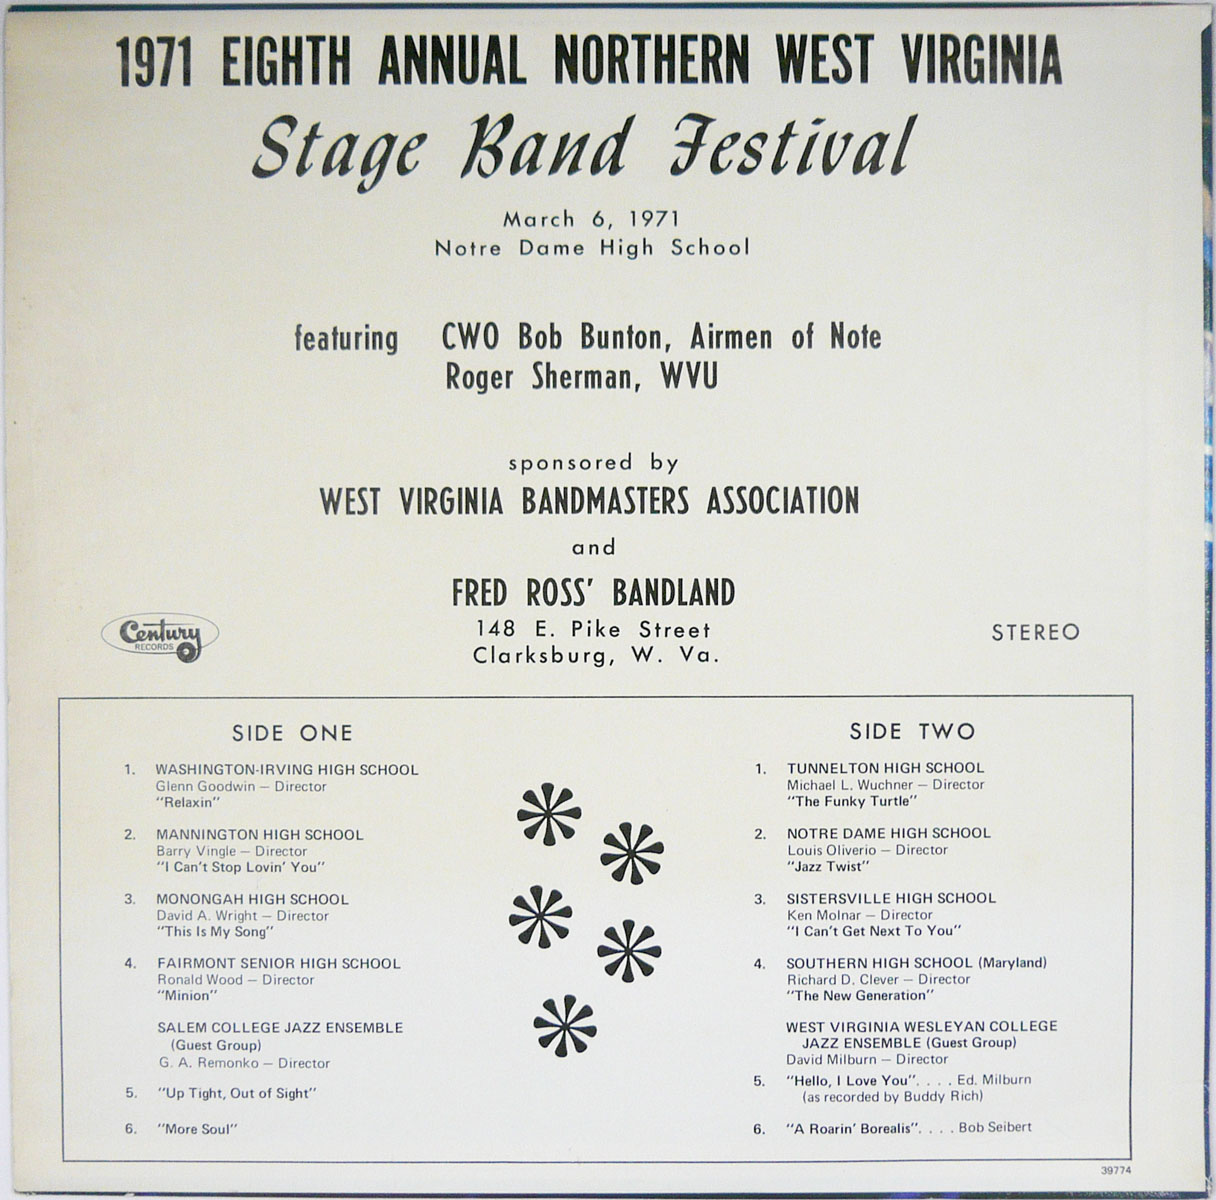 1971 EIGHTH ANNUAL NORTHERN WEST VIRGINIA
Stage Band Festival
March 6, 1971
Notre Dame High School
featuring CWO Bob Bunton, Airmen of Note
Roger Sherman, WVU
sponsored by
WEST VIRGINIA BANDMASTERS ASSOCIATION
and
FRED ROSS' BANDLAND
148 E. Pike Street
Clarksburg, W. Va.
Century
RECORDS
STEREO
SIDE ONE
1. WASHINGTON-IRVING HIGH SCHOOL
Glenn Goodwin — Director
"Relaxin"
2. MANNINGTON HIGH SCHOOL
Barry Vingle — Director
"I Can't Stop Lovin' You"
3. MONONGAH HIGH SCHOOL
David A. Wright — Director
"This Is My Song"
4. FAIRMONT SENIOR HIGH SCHOOL
Ronald Wood — Director
"Minion"
SALEM COLLEGE JAZZ ENSEMBLE
(Guest Group)
G. A. Remonko — Director
5. "Up Tight, Out of Sight"
6. "More Soul"
SIDE TWO
1. TUNNELTON HIGH SCHOOL
Michael L. Wuchner — Director
"The Funky Turtle"
2. NOTRE DAME HIGH SCHOOL
Louis Oliverio — Director
"Jazz Twist"
3. SISTERSVILLE HIGH SCHOOL
Ken Molnar — Director
"I Can't Get Next To You"
4. SOUTHERN HIGH SCHOOL (Maryland)
Richard D. Clever — Director
"The New Generation"
WEST VIRGINIA WESLEYAN COLLEGE
JAZZ ENSEMBLE (Guest Group)
David Milburn — Director
5. "Hello, I Love You". . . . Ed. Milburn
(as recorded by Buddy Rich)
6. "A Roarin' Borealis". . . . Bob Seibert
39774